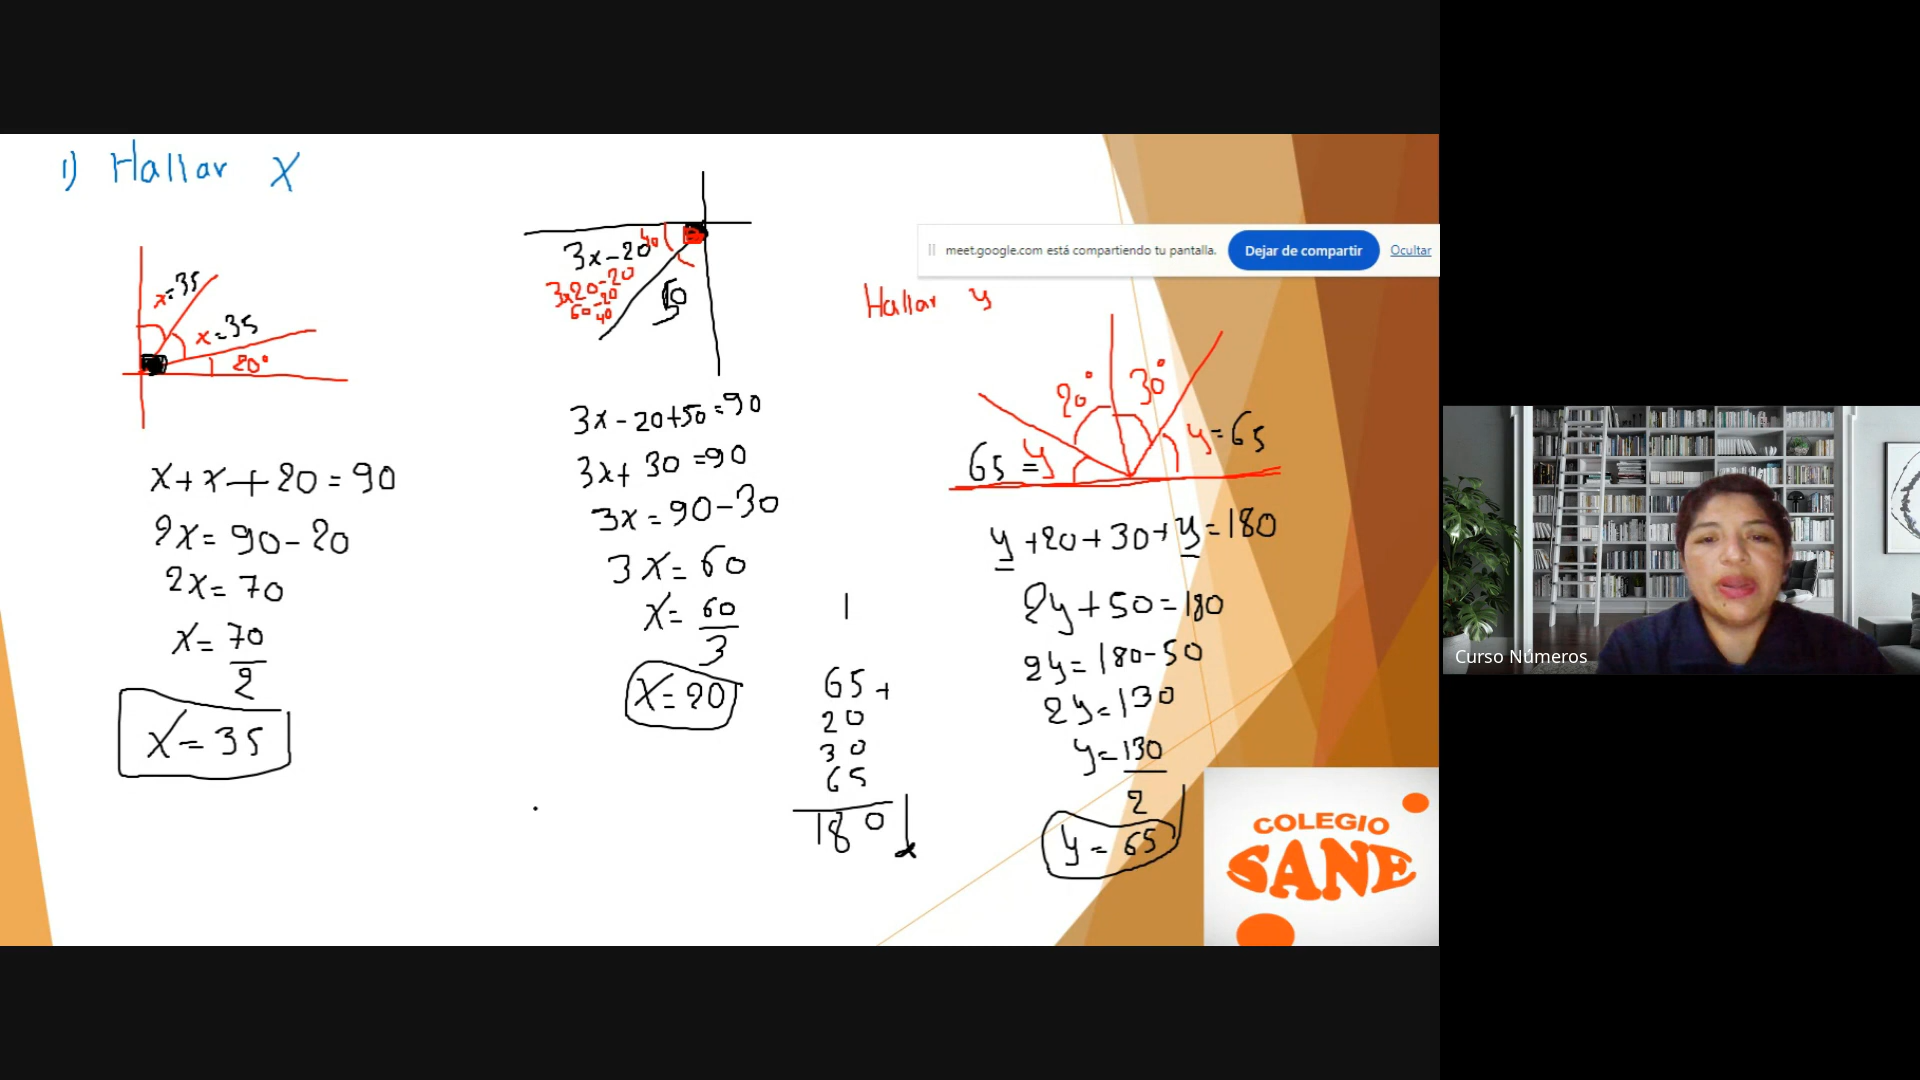 1) Hallar X
x=35
x=35
20°
x+x+20=90
2x=90-20
2x=70
x=70
2
x=35
3x-20
40
3x20-20
60-20
40
50
3x-20+50=90
3x+30=90
3x=90-30
3x=60
x=60
3
x=20
meet.google.com está compartiendo tu pantalla.
Dejar de compartir
Ocultar
Hallar y
20°
30°
65=y
y=65
y+20+30+y=180
2y+50=180
2y=180-50
2y=130
y=130
2
y=65
1
65+
20
30
65
180
COLEGIO
SANE
Curso Números